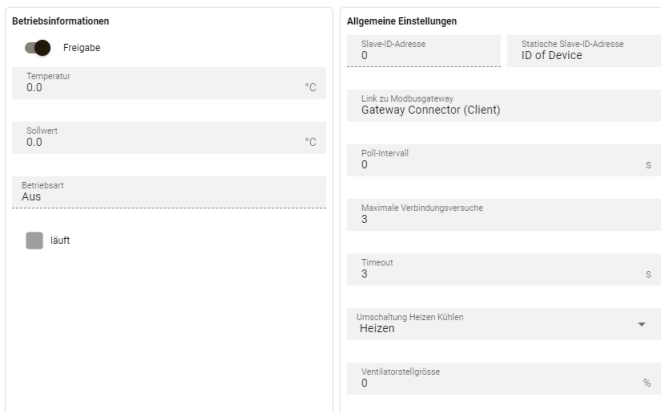 Betriebsinformationen
Freigabe
Temperatur
0.0 °C
Sollwert
0.0 °C
Betriebsart
Aus
läuft
Allgemeine Einstellungen
Slave-ID-Adresse
0
Statische Slave-ID-Adresse
ID of Device
Link zu Modbusgateway
Gateway Connector (Client)
Poll-Intervall
0 s
Maximale Verbindungsversuche
3
Timeout
3 s
Umschaltung Heizen Kühlen
Heizen
Ventilatorstellgrösse
0 %